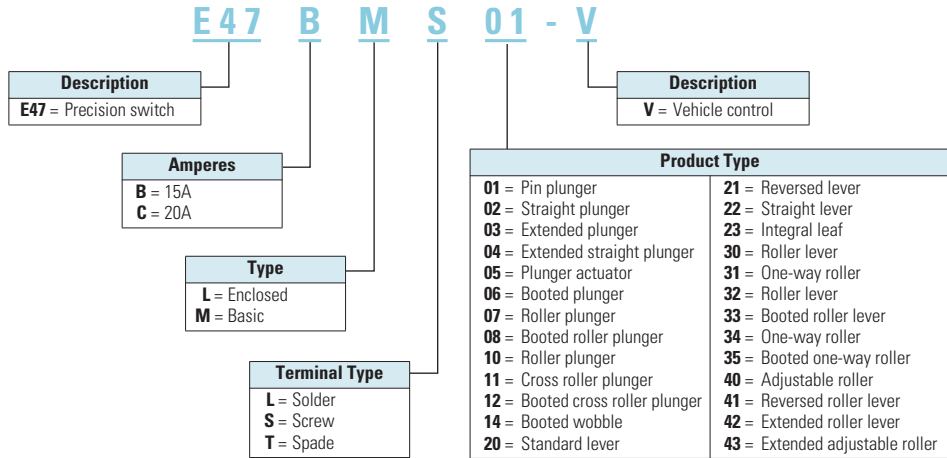 E47 B M S 01 - V
Description
E47 = Precision switch
Description
V = Vehicle control
Amperes
B = 15A
C = 20A
Type
L = Enclosed
M = Basic
Terminal Type
L = Solder
S = Screw
T = Spade
Product Type
01 = Pin plunger
02 = Straight plunger
03 = Extended plunger
04 = Extended straight plunger
05 = Plunger actuator
06 = Booted plunger
07 = Roller plunger
08 = Booted roller plunger
10 = Roller plunger
11 = Cross roller plunger
12 = Booted cross roller plunger
14 = Booted wobble
20 = Standard lever
21 = Reversed lever
22 = Straight lever
23 = Integral leaf
30 = Roller lever
31 = One-way roller
32 = Roller lever
33 = Booted roller lever
34 = One-way roller
35 = Booted one-way roller
40 = Adjustable roller
41 = Reversed roller lever
42 = Extended roller lever
43 = Extended adjustable roller